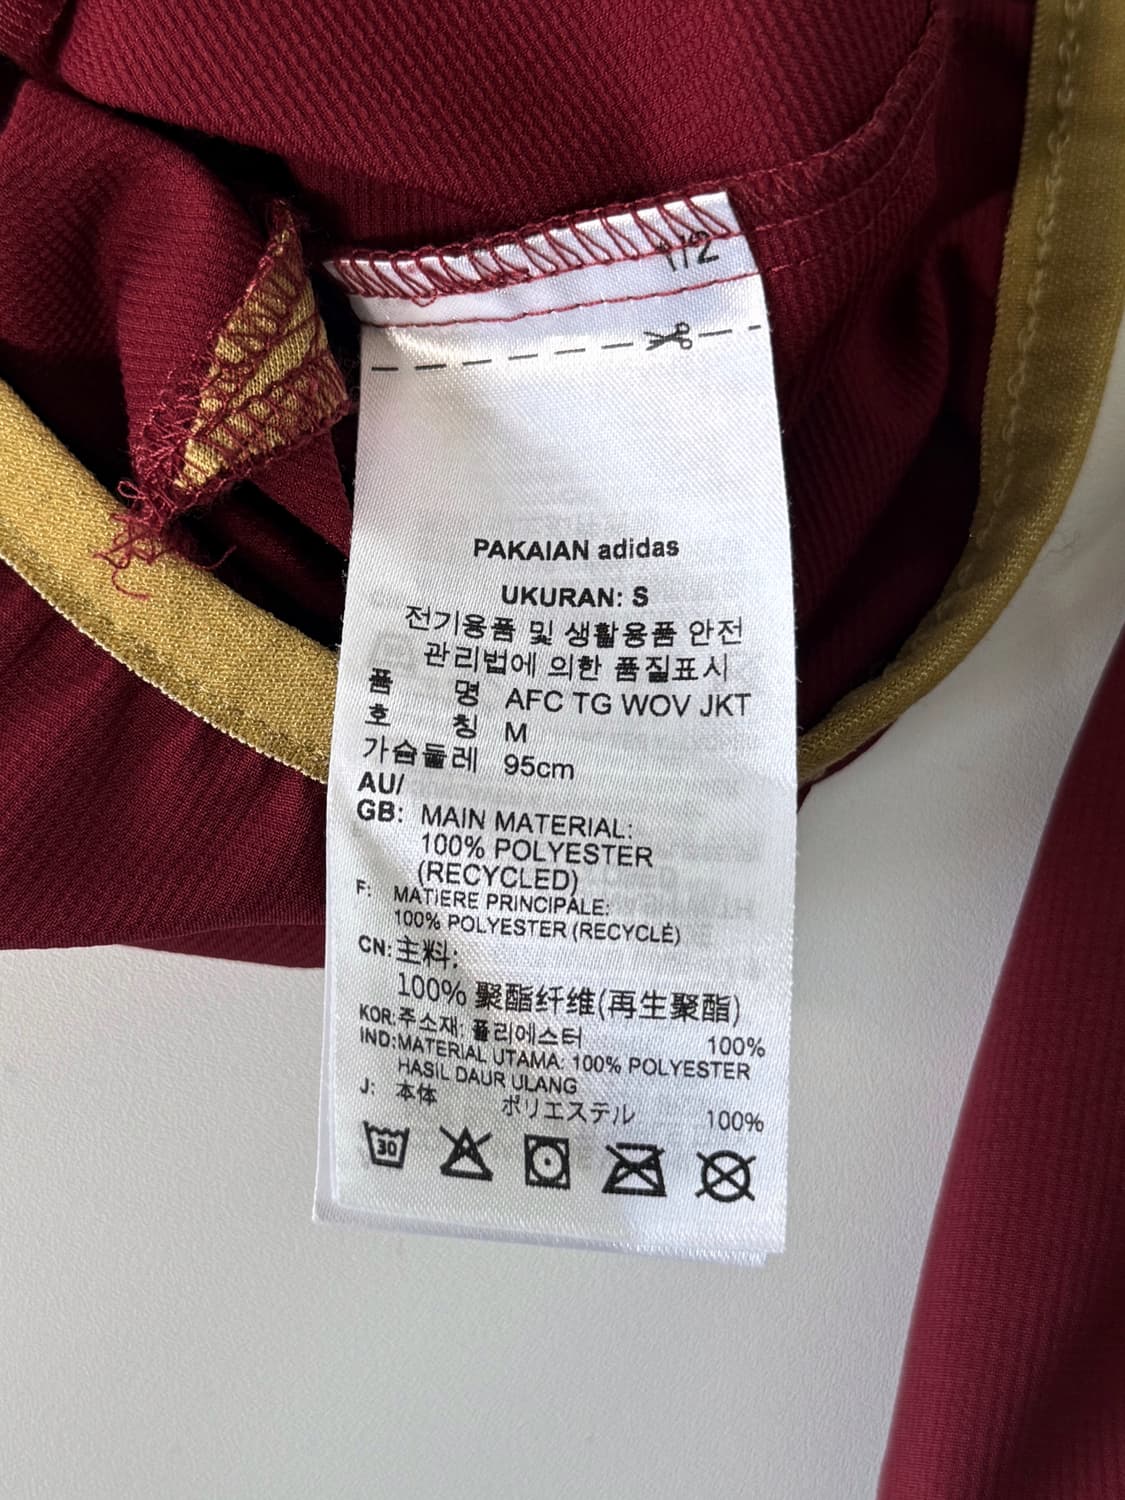 1/2
PAKAIAN adidas
UKURAN: S
전기용품 및 생활용품 안전
관리법에 의한 품질표시
품 명 AFC TG WOV JKT
호 칭 M
가슴둘레 95cm
AU/
GB: MAIN MATERIAL:
100% POLYESTER
(RECYCLED)
F: MATIERE PRINCIPALE:
100% POLYESTER (RECYCLÉ)
CN: 主料:
100% 聚酯纤维(再生聚酯)
KOR: 주소재: 폴리에스터 100%
IND: MATERIAL UTAMA: 100% POLYESTER
HASIL DAUR ULANG
J: 本体 ポリエステル 100%
30